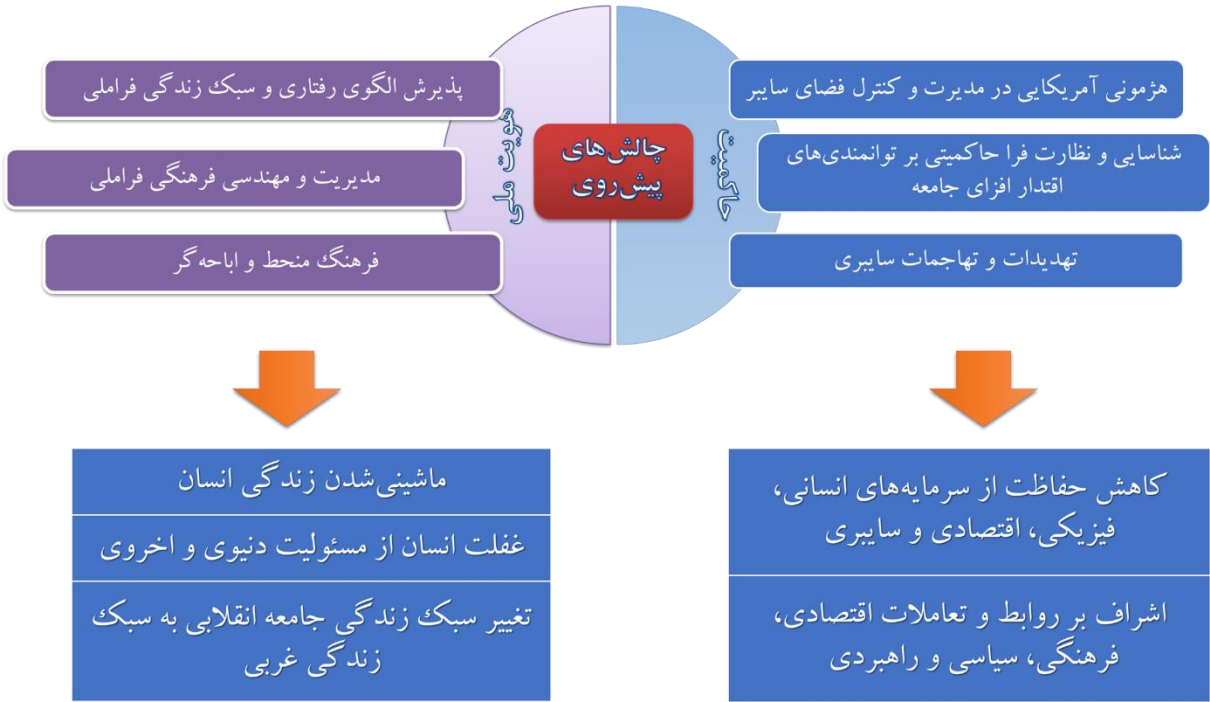 چالش‌های
پیش‌روی
حاکمیت
هژمونی آمریکایی در مدیرت و کنترل فضای سایبر
شناسایی و نظارت فرا حاکمیتی بر توانمندی‌های
اقتدار افزای جامعه
تهدیدات و تهاجمات سایبری
هویت ملی
پذیرش الگوی رفتاری و سبک زندگی فراملی
مدیریت و مهندسی فرهنگی فراملی
فرهنگ منحط و اباحه‌گر
کاهش حفاظت از سرمایه‌های انسانی،
فیزیکی، اقتصادی و سایبری
اشراف بر روابط و تعاملات اقتصادی،
فرهنگی، سیاسی و راهبردی
ماشینی‌شدن زندگی انسان
غفلت انسان از مسئولیت دنیوی و اخروی
تغییر سبک زندگی جامعه انقلابی به سبک
زندگی غربی